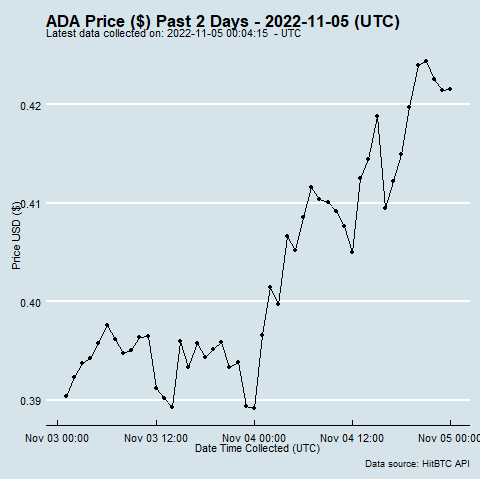 ADA Price ($) Past 2 Days - 2022-11-05 (UTC)
Latest data collected on: 2022-11-05 00:04:15 - UTC
0.42
0.41
0.40
0.39
Price USD ($)
Nov 03 00:00 Nov 03 12:00 Nov 04 00:00 Nov 04 12:00 Nov 05 00:00
Date Time Collected (UTC)
Data source: HitBTC API